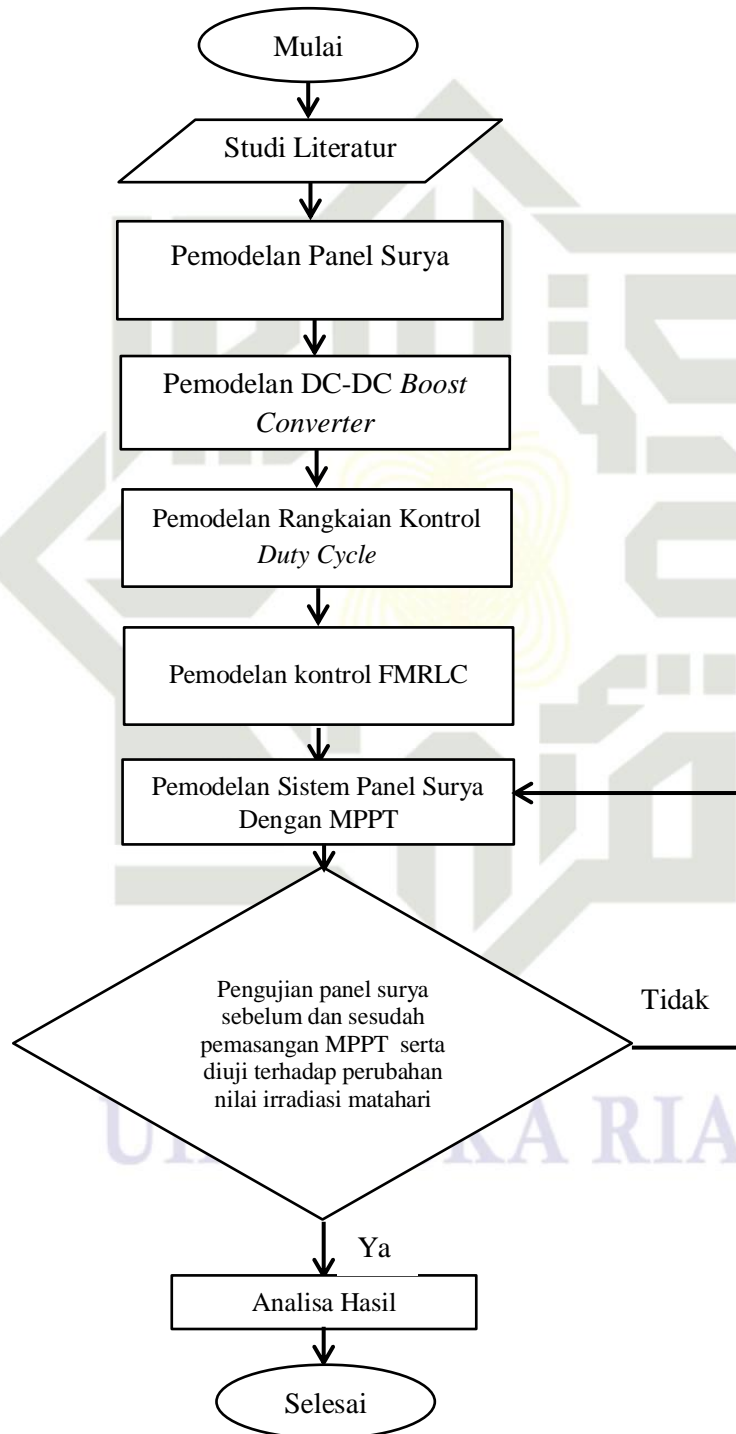 Mulai
Studi Literatur
Pemodelan Panel Surya
Pemodelan DC-DC Boost
Converter
Pemodelan Rangkaian Kontrol
Duty Cycle
Pemodelan kontrol FMRLC
Pemodelan Sistem Panel Surya
Dengan MPPT
Pengujian panel surya
sebelum dan sesudah
pemasangan MPPT serta
diuji terhadap perubahan
nilai irradiasi matahari
Tidak
KA RIA
Ya
Analisa Hasil
Selesai